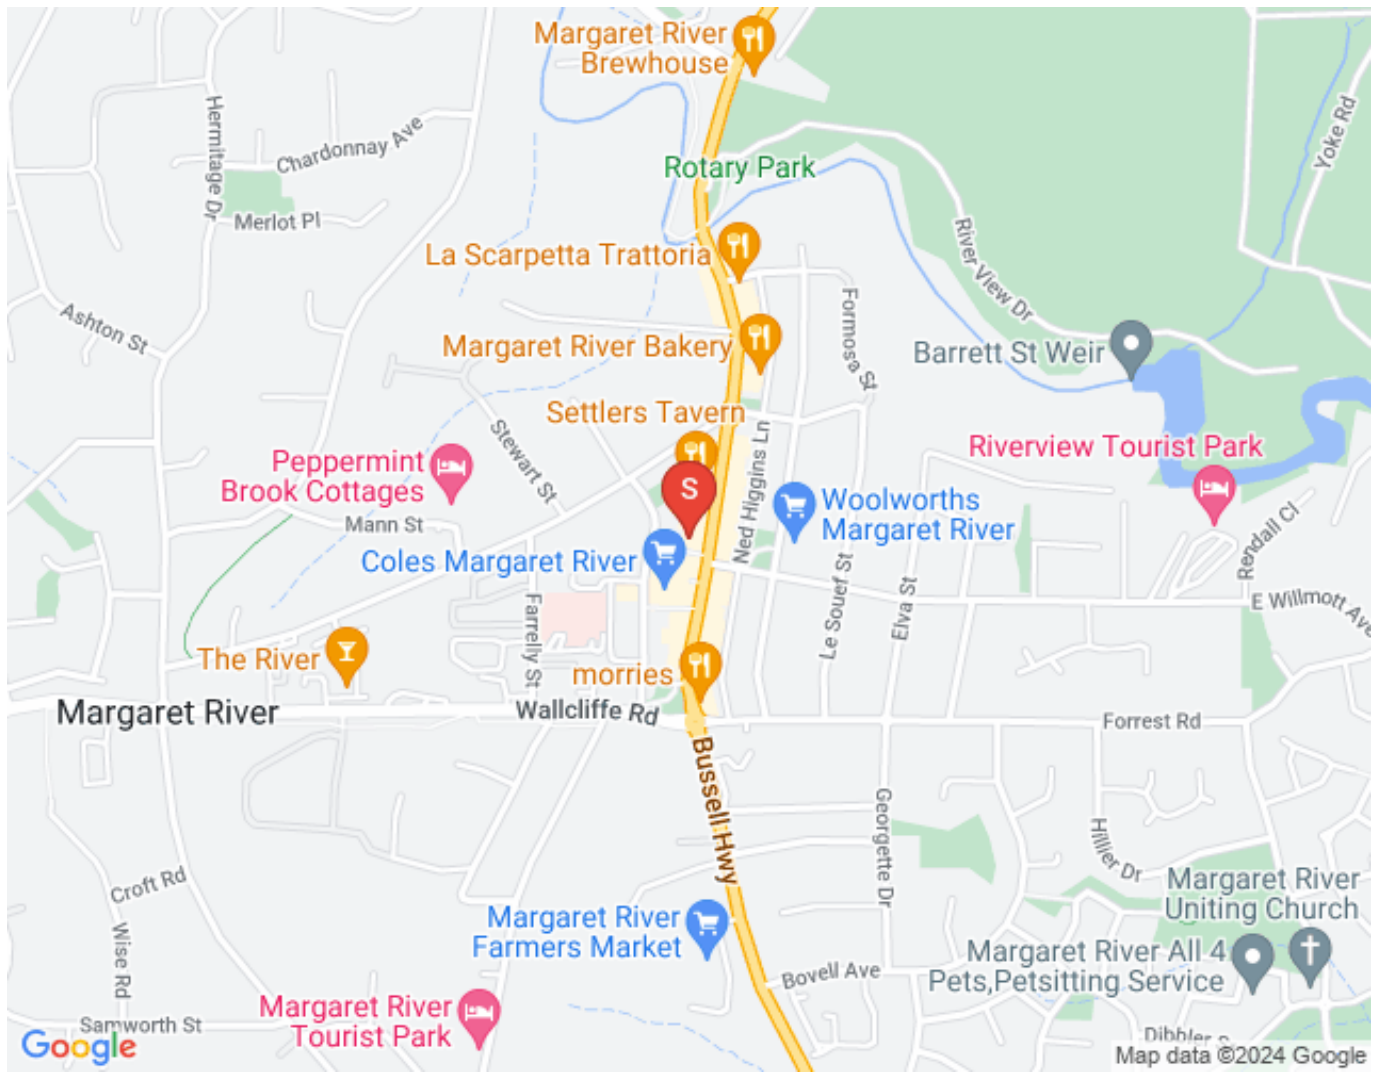 Margaret River
Brewhouse
Hermitage Dr
Chardonnay Ave
Yoke Rd
Rotary Park
Merlot Pl
La Scarpetta Trattoria
River View Dr
Formosa St
Ashton St
Margaret River Bakery
Barrett St Weir
Settlers Tavern
Stewart St
Ned Higgins Ln
Riverview Tourist Park
Peppermint
Brook Cottages
S
Woolworths
Margaret River
Mann St
Rendall Cl
Coles Margaret River
Farrelly St
Le Souef St
Elva St
E Willmott Ave
The River
morries
Margaret River
Wallcliffe Rd
Forrest Rd
Bussell Hwy
Georgette Dr
Hillier Dr
Croft Rd
Margaret River
Uniting Church
Margaret River
Farmers Market
Wise Rd
Margaret River All 4
Pets,Petsitting Service
Bovell Ave
Margaret River
Tourist Park
Samworth St
Google
Dibbler
Map data ©2024 Google